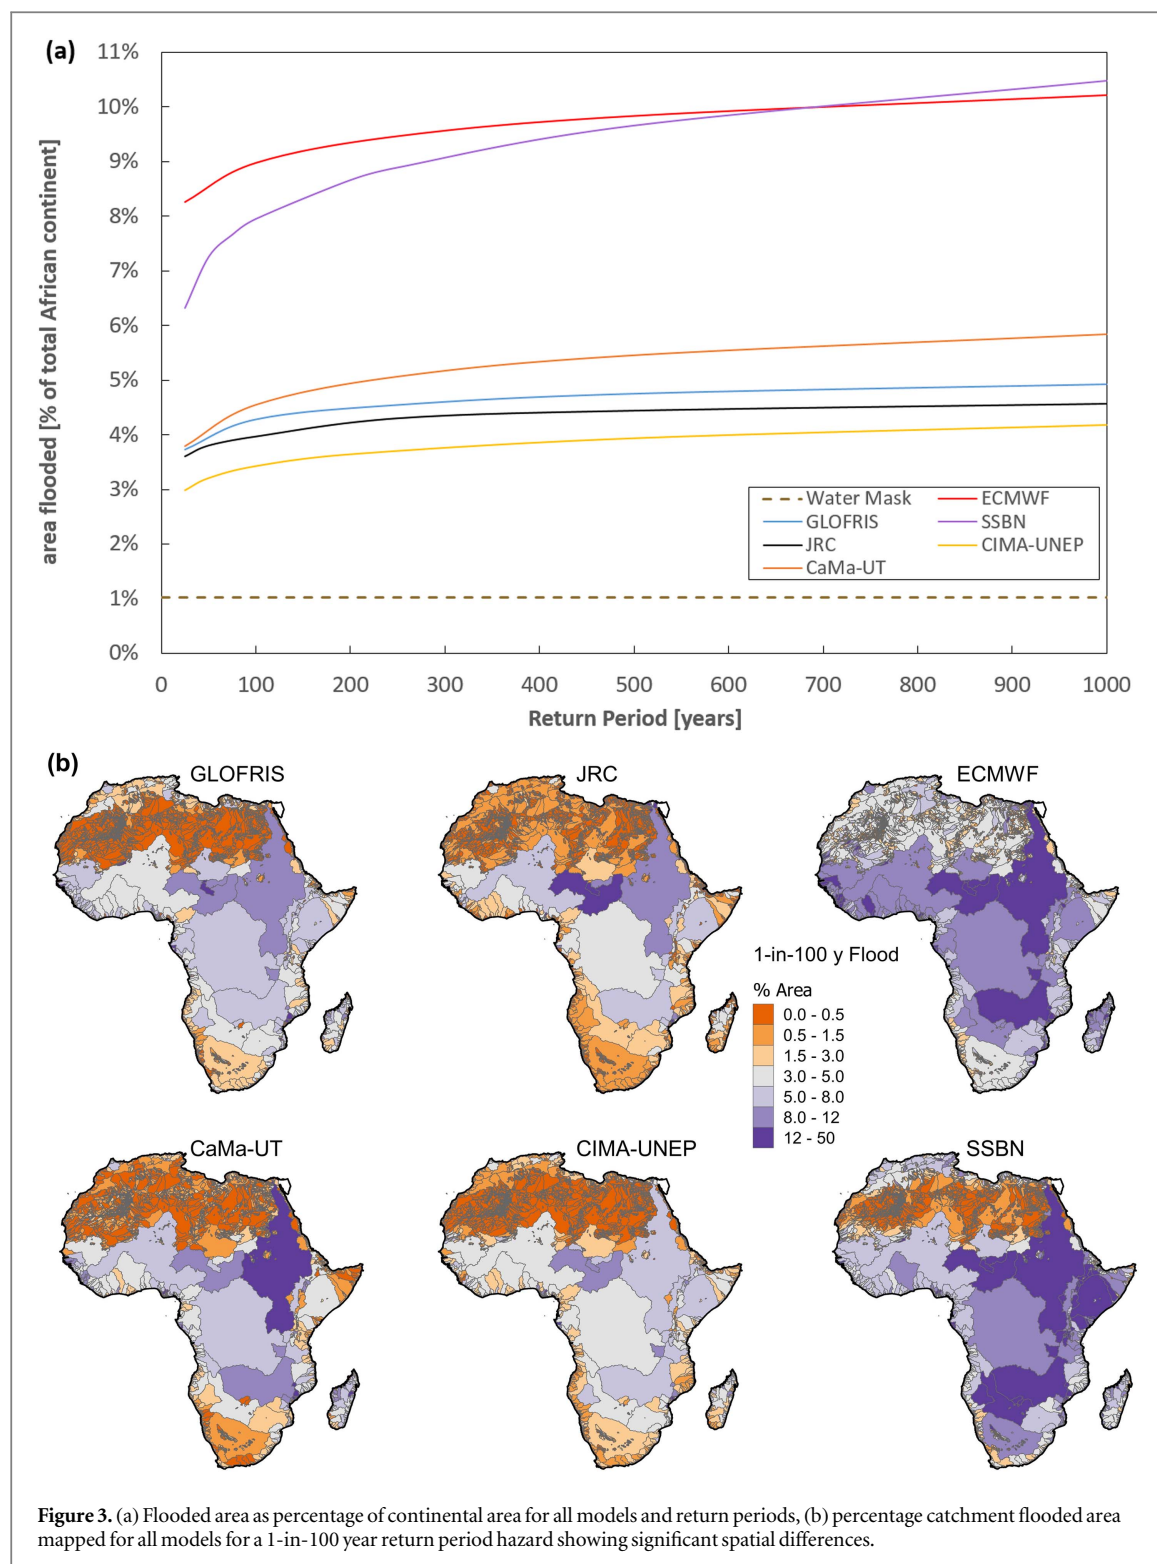 (a)
11%
10%
9%
8%
7%
6%
5%
4%
3%
2%
1%
0%
area flooded [% of total African continent]
Water Mask
ECMWF
GLOFRIS
SSBN
JRC
CIMA-UNEP
CaMa-UT
0 100 200 300 400 500 600 700 800 900 1000
Return Period [years]
(b)
GLOFRIS
JRC
ECMWF
1-in-100 y Flood
% Area
0.0 - 0.5
0.5 - 1.5
1.5 - 3.0
3.0 - 5.0
5.0 - 8.0
8.0 - 12
12 - 50
CaMa-UT
CIMA-UNEP
SSBN
Figure 3. (a) Flooded area as percentage of continental area for all models and return periods, (b) percentage catchment flooded area
mapped for all models for a 1-in-100 year return period hazard showing significant spatial differences.